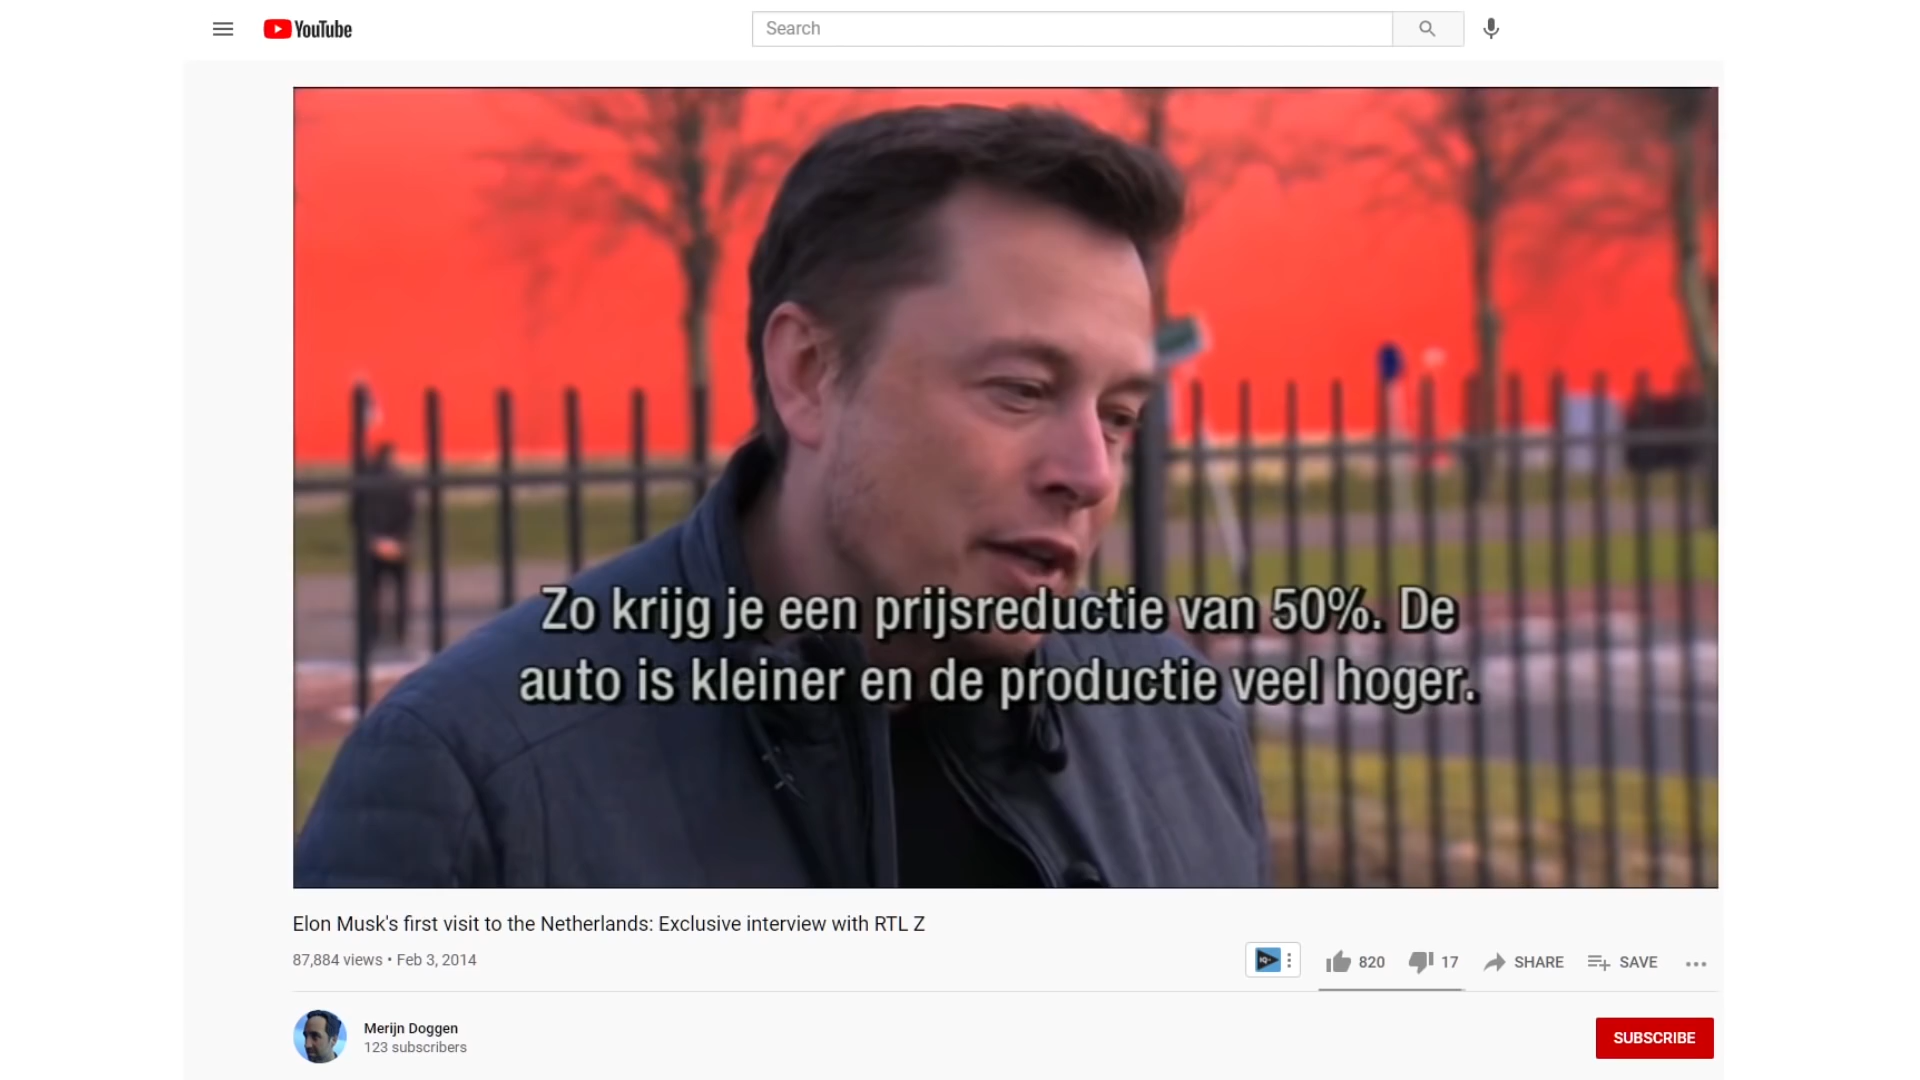 YouTube
Search
Zo krijg je een prijsreductie van 50%. De
auto is kleiner en de productie veel hoger.
Elon Musk's first visit to the Netherlands: Exclusive interview with RTL Z
87,884 views • Feb 3, 2014
820 17 SHARE SAVE
Merijn Doggen
123 subscribers
SUBSCRIBE